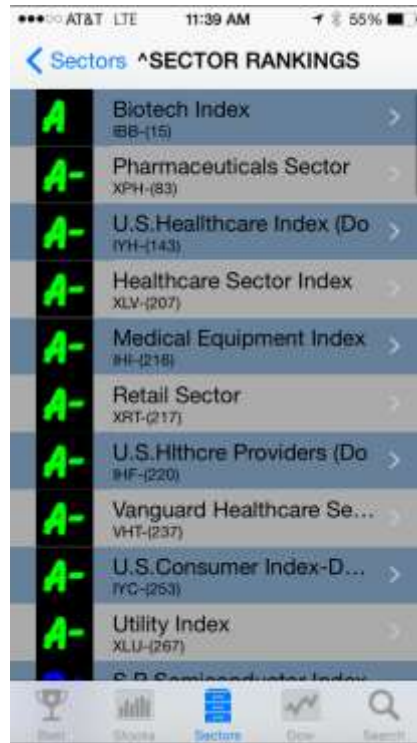 AT&T LTE 11:39 AM 55%
Sectors ^SECTOR RANKINGS
A Biotech Index
IBB-(15)
A- Pharmaceuticals Sector
XPH-(83)
A- U.S.Heallthcare Index (Do
IYH-(143)
A- Healthcare Sector Index
XLV-(207)
A- Medical Equipment Index
IHI-(216)
A- Retail Sector
XRT-(217)
A- U.S.Hlthcre Providers (Do
IHF-(220)
A- Vanguard Healthcare Se...
VHT-(237)
A- U.S.Consumer Index-D...
IYC-(253)
A- Utility Index
XLU-(267)
S.P.Semiconductor Index
Stocks Sectors Dow Search